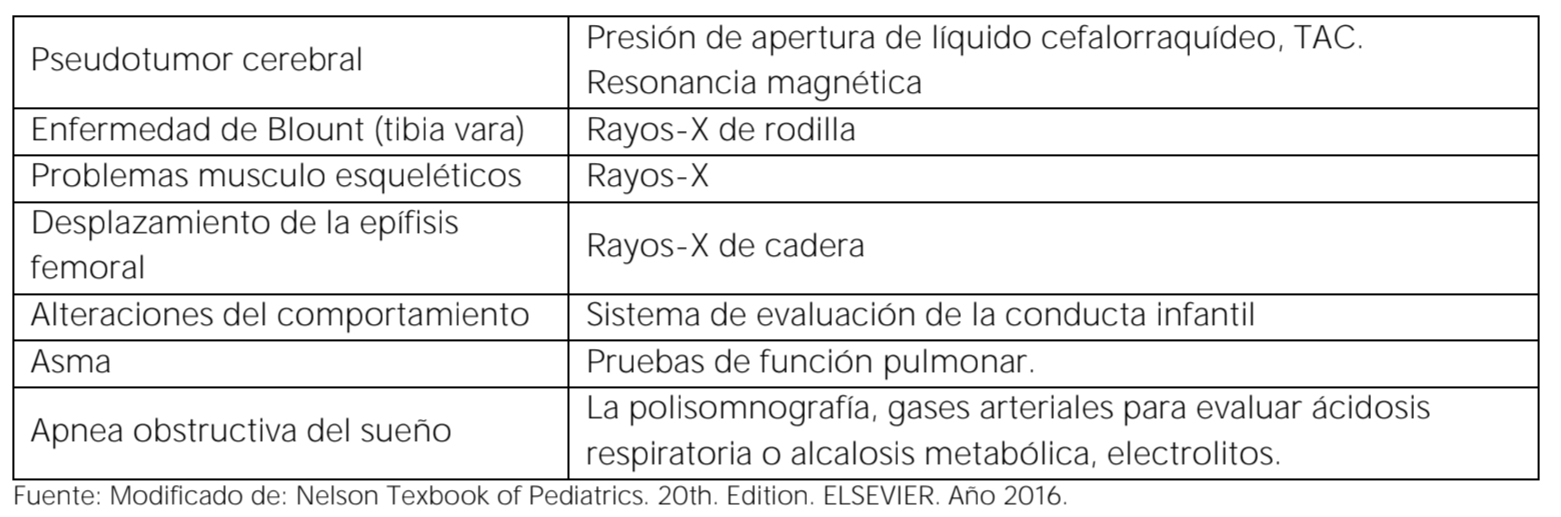 Pseudotumor cerebral
Presión de apertura de líquido cefalorraquídeo, TAC.
Resonancia magnética
Enfermedad de Blount (tibia vara)
Rayos-X de rodilla
Problemas musculo esqueléticos
Rayos-X
Desplazamiento de la epífisis
femoral
Rayos-X de cadera
Alteraciones del comportamiento
Sistema de evaluación de la conducta infantil
Asma
Pruebas de función pulmonar.
Apnea obstructiva del sueño
La polisomnografía, gases arteriales para evaluar ácidosis
respiratoria o alcalosis metabólica, electrolitos.
Fuente: Modificado de: Nelson Texbook of Pediatrics. 20th. Edition. ELSEVIER. Año 2016.